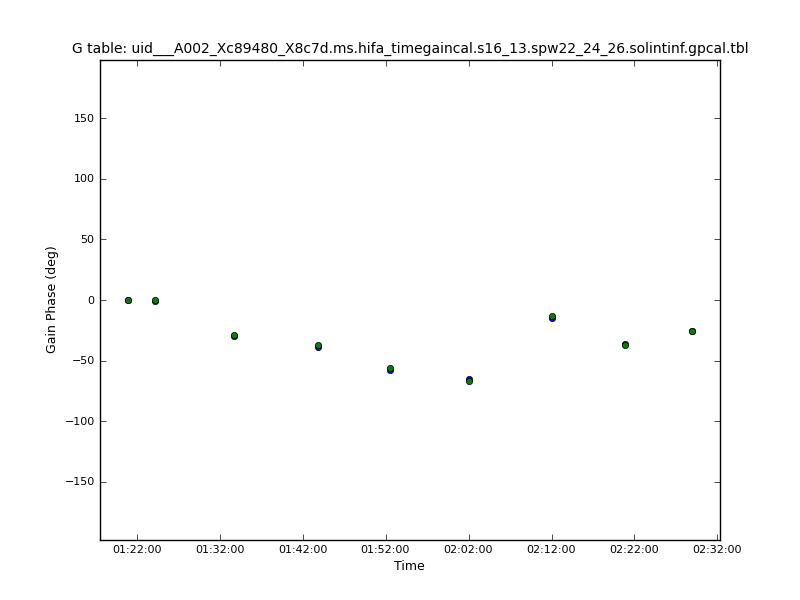 G table: uid___A002_Xc89480_X8c7d.ms.hifa_timegaincal.s16_13.spw22_24_26.solintinf.gpcal.tbl
150
100
50
0
−50
−100
−150
Gain Phase (deg)
01:22:00 01:32:00 01:42:00 01:52:00 02:02:00 02:12:00 02:22:00 02:32:00
Time